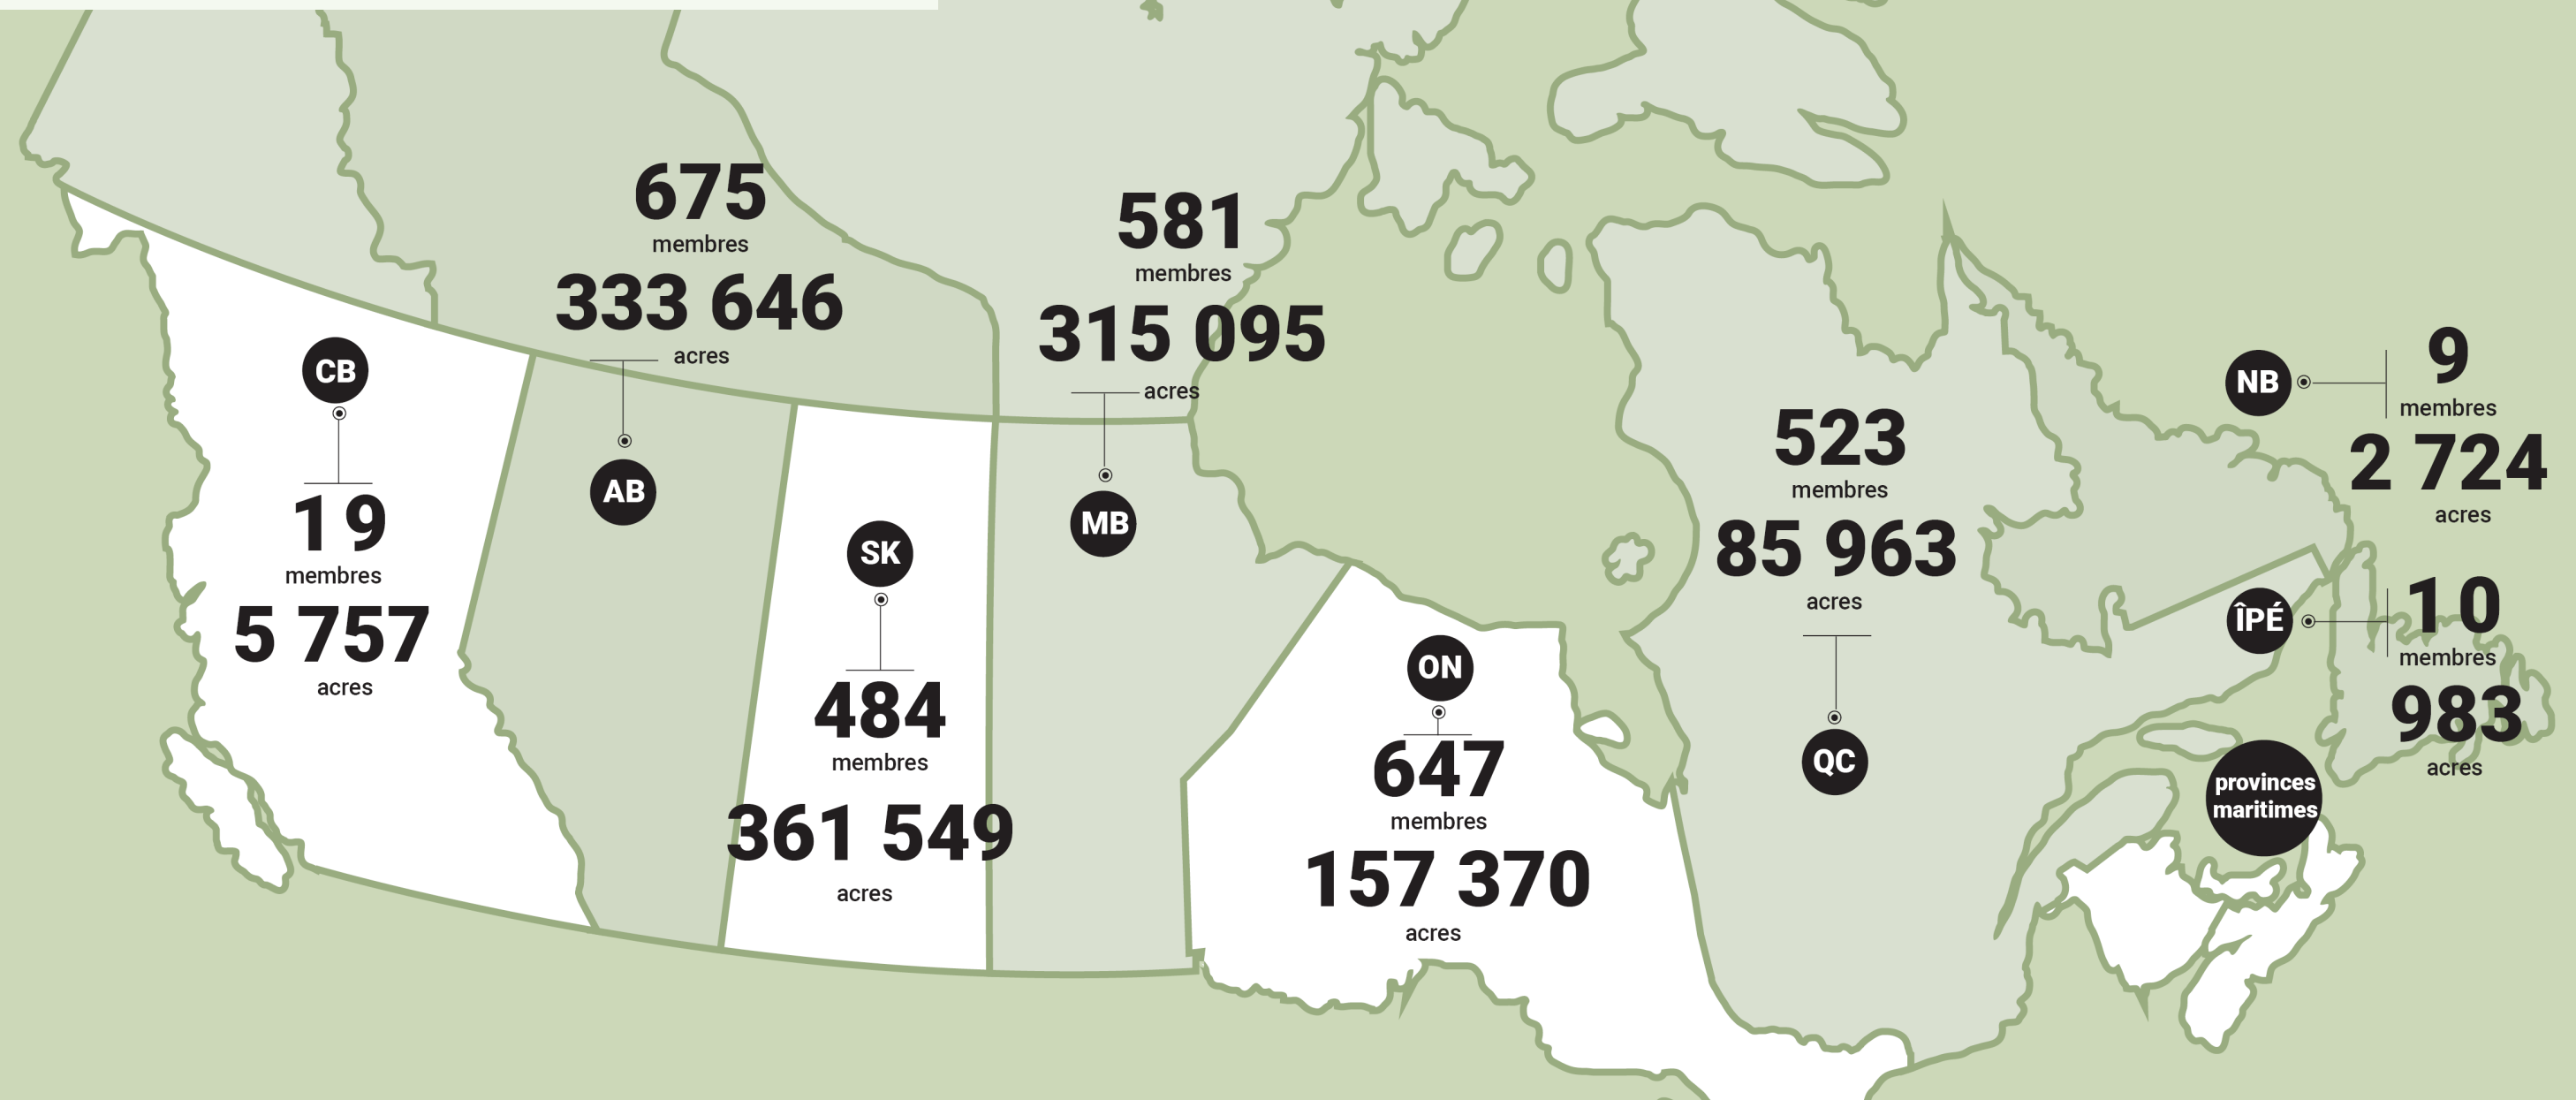 675
membres
333 646
acres
AB
581
membres
315 095
acres
MB
CB
19
membres
5 757
acres
SK
484
membres
361 549
acres
ON
647
membres
157 370
acres
523
membres
85 963
acres
QC
NB
9
membres
2 724
acres
ÎPÉ
10
membres
983
acres
provinces
maritimes